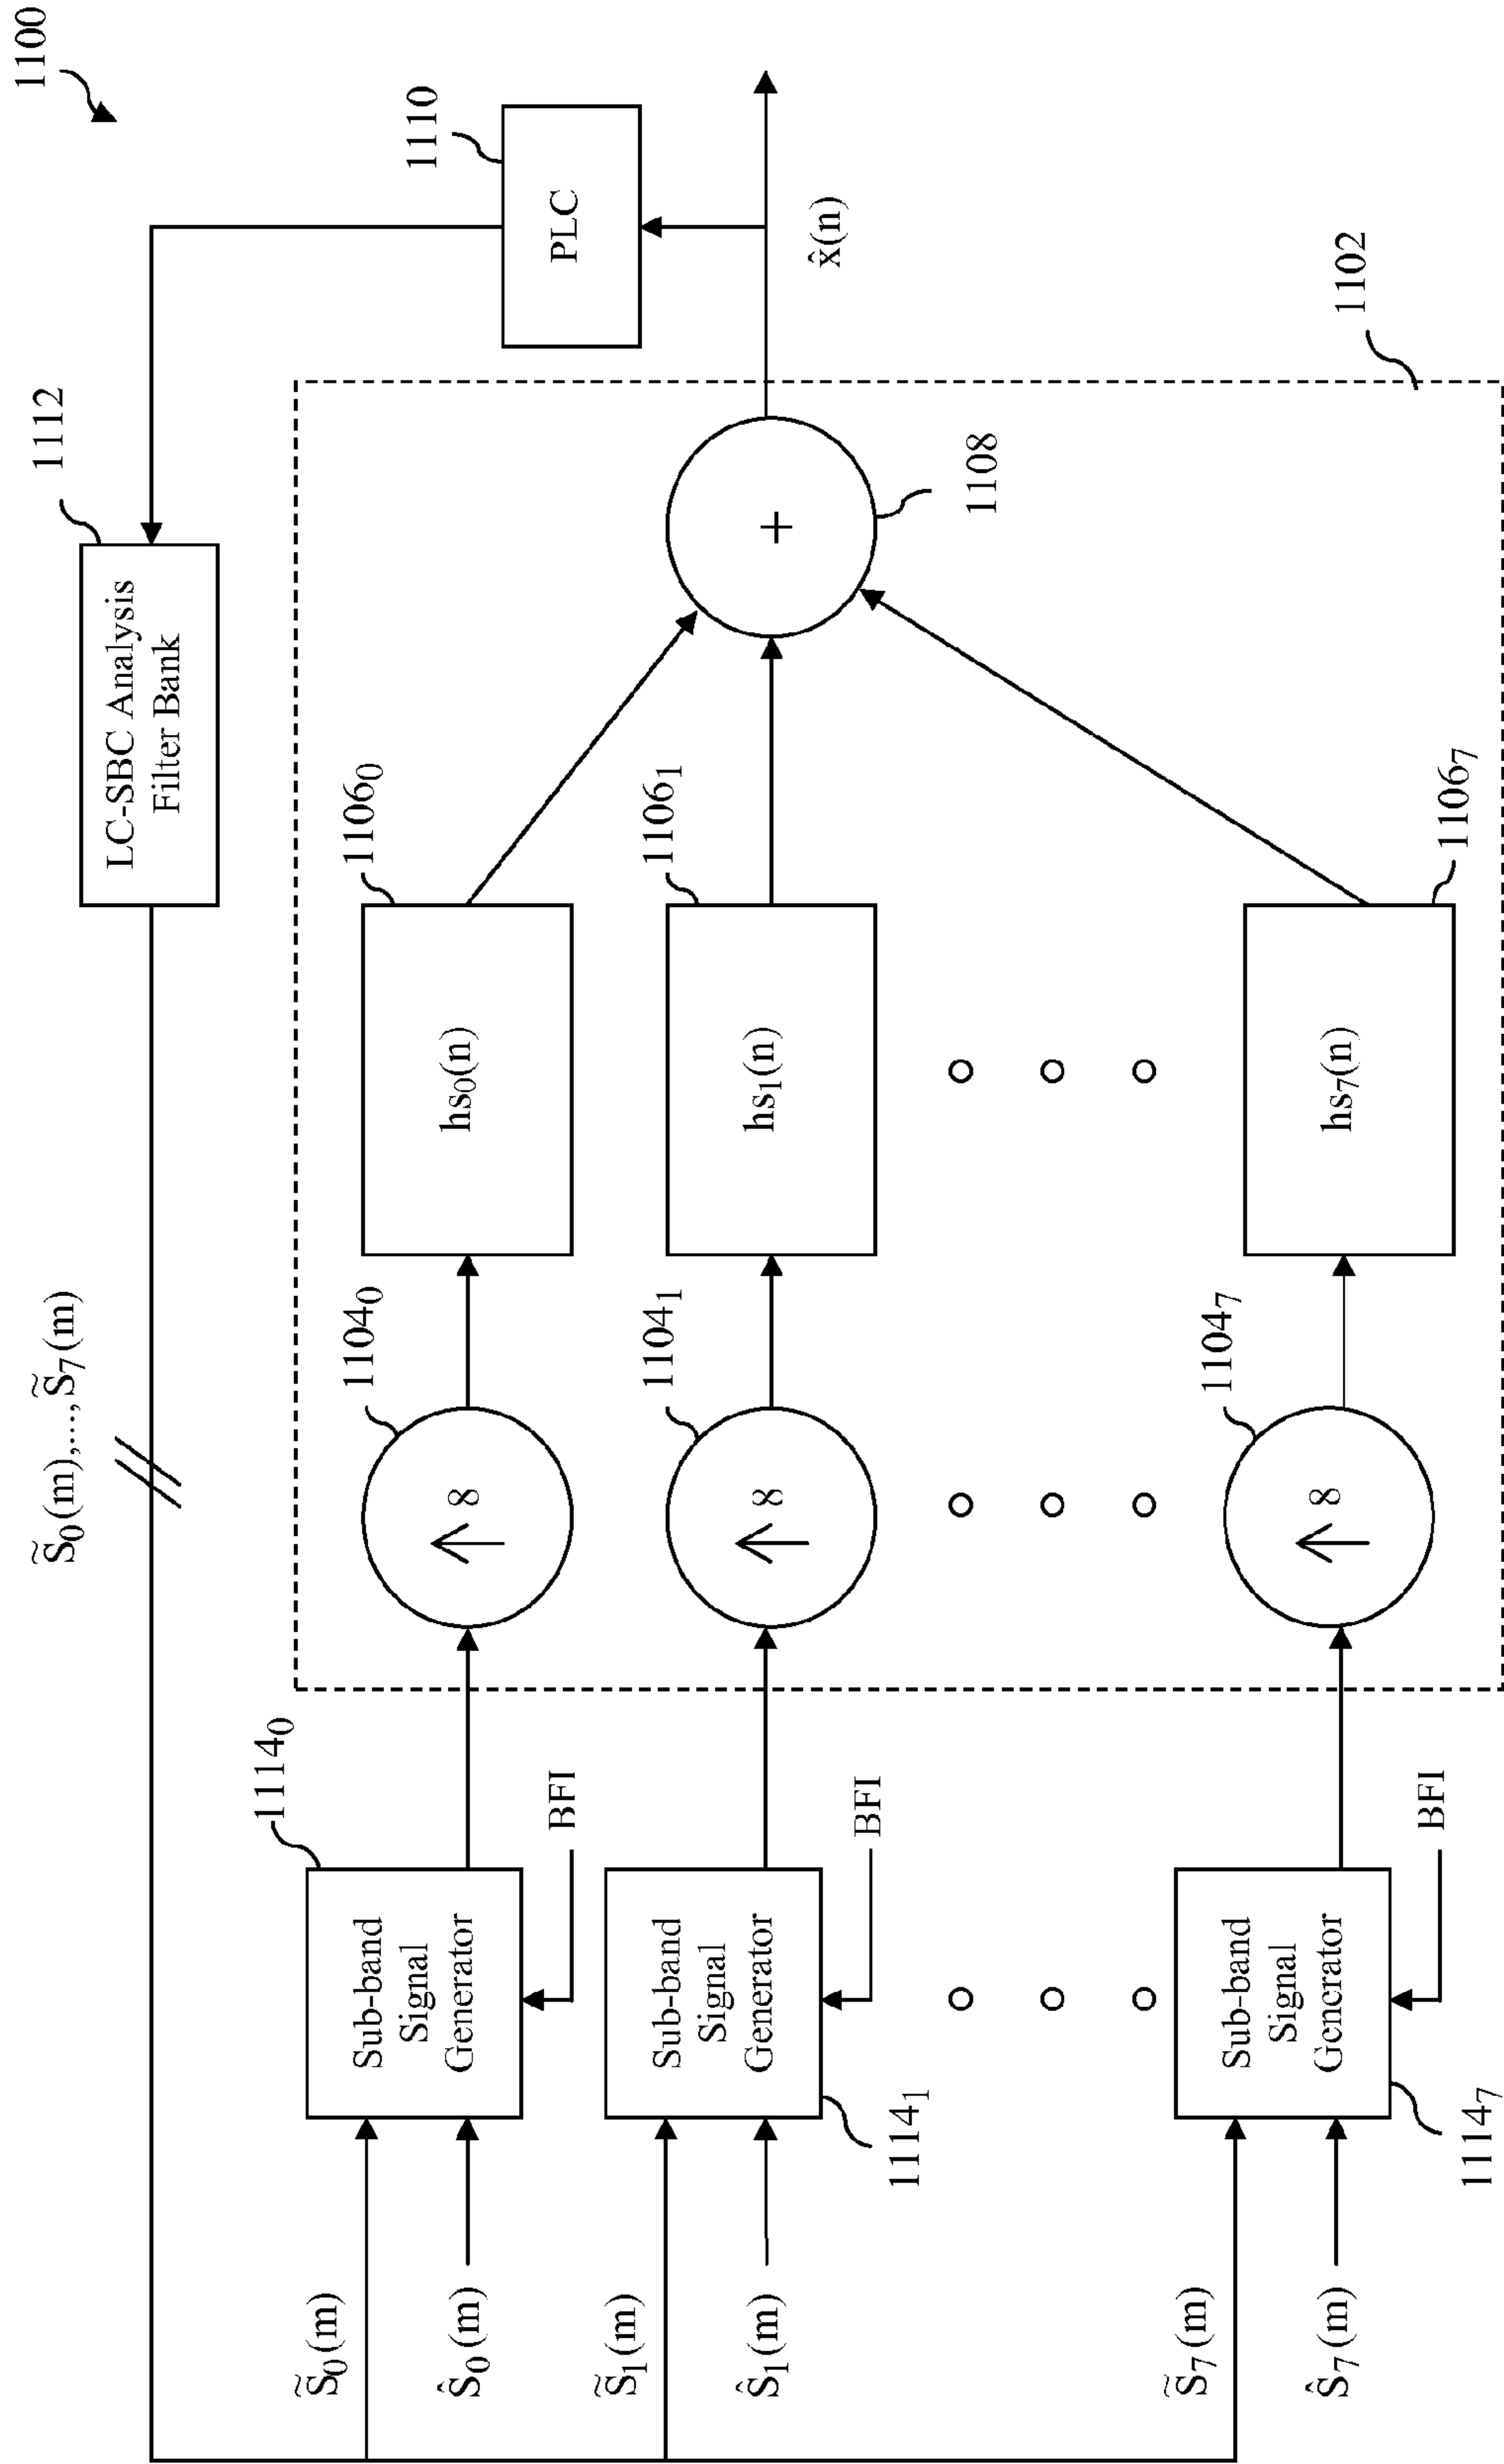 1100
S̃₀(m),...,S̃₇(m)
1112
LC-SBC Analysis
Filter Bank
1110
PLC
x̂(n)
1102
S̃₀(m)
Ŝ₀(m)
1114₀
Sub-band
Signal
Generator
BFI
1104₀
↑ 8
1106₀
hs₀(n)
+
1108
S̃₁(m)
Ŝ₁(m)
Sub-band
Signal
Generator
1114₁
BFI
1104₁
↑ 8
1106₁
hs₁(n)
S̃₇(m)
Ŝ₇(m)
Sub-band
Signal
Generator
1114₇
BFI
1104₇
↑ 8
hs₇(n)
1106₇